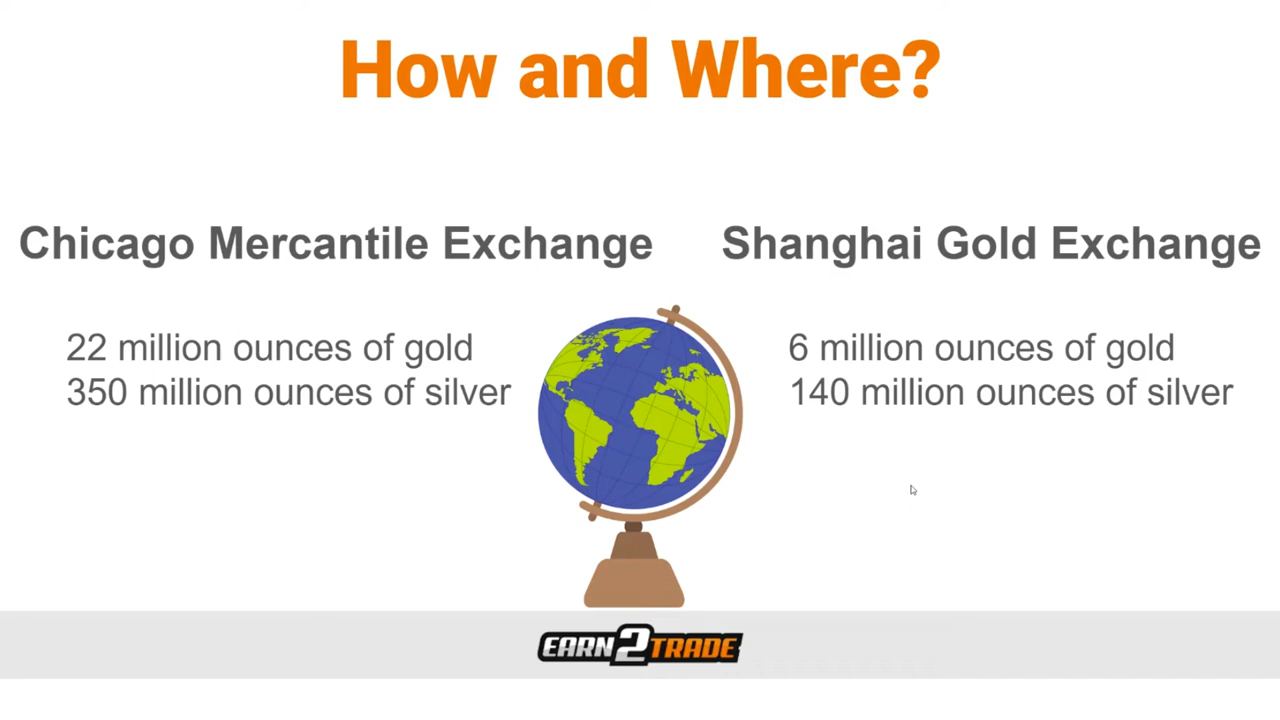 How and Where?
Chicago Mercantile Exchange
22 million ounces of gold
350 million ounces of silver
Shanghai Gold Exchange
6 million ounces of gold
140 million ounces of silver
EARN2TRADE